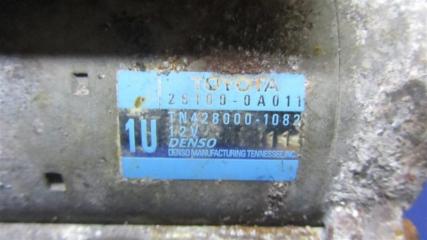 TOYOTA
28100-0A011
1U TN428000-1082
12V
DENSO
DENSO MANUFACTURING TENNESSEE, INC.